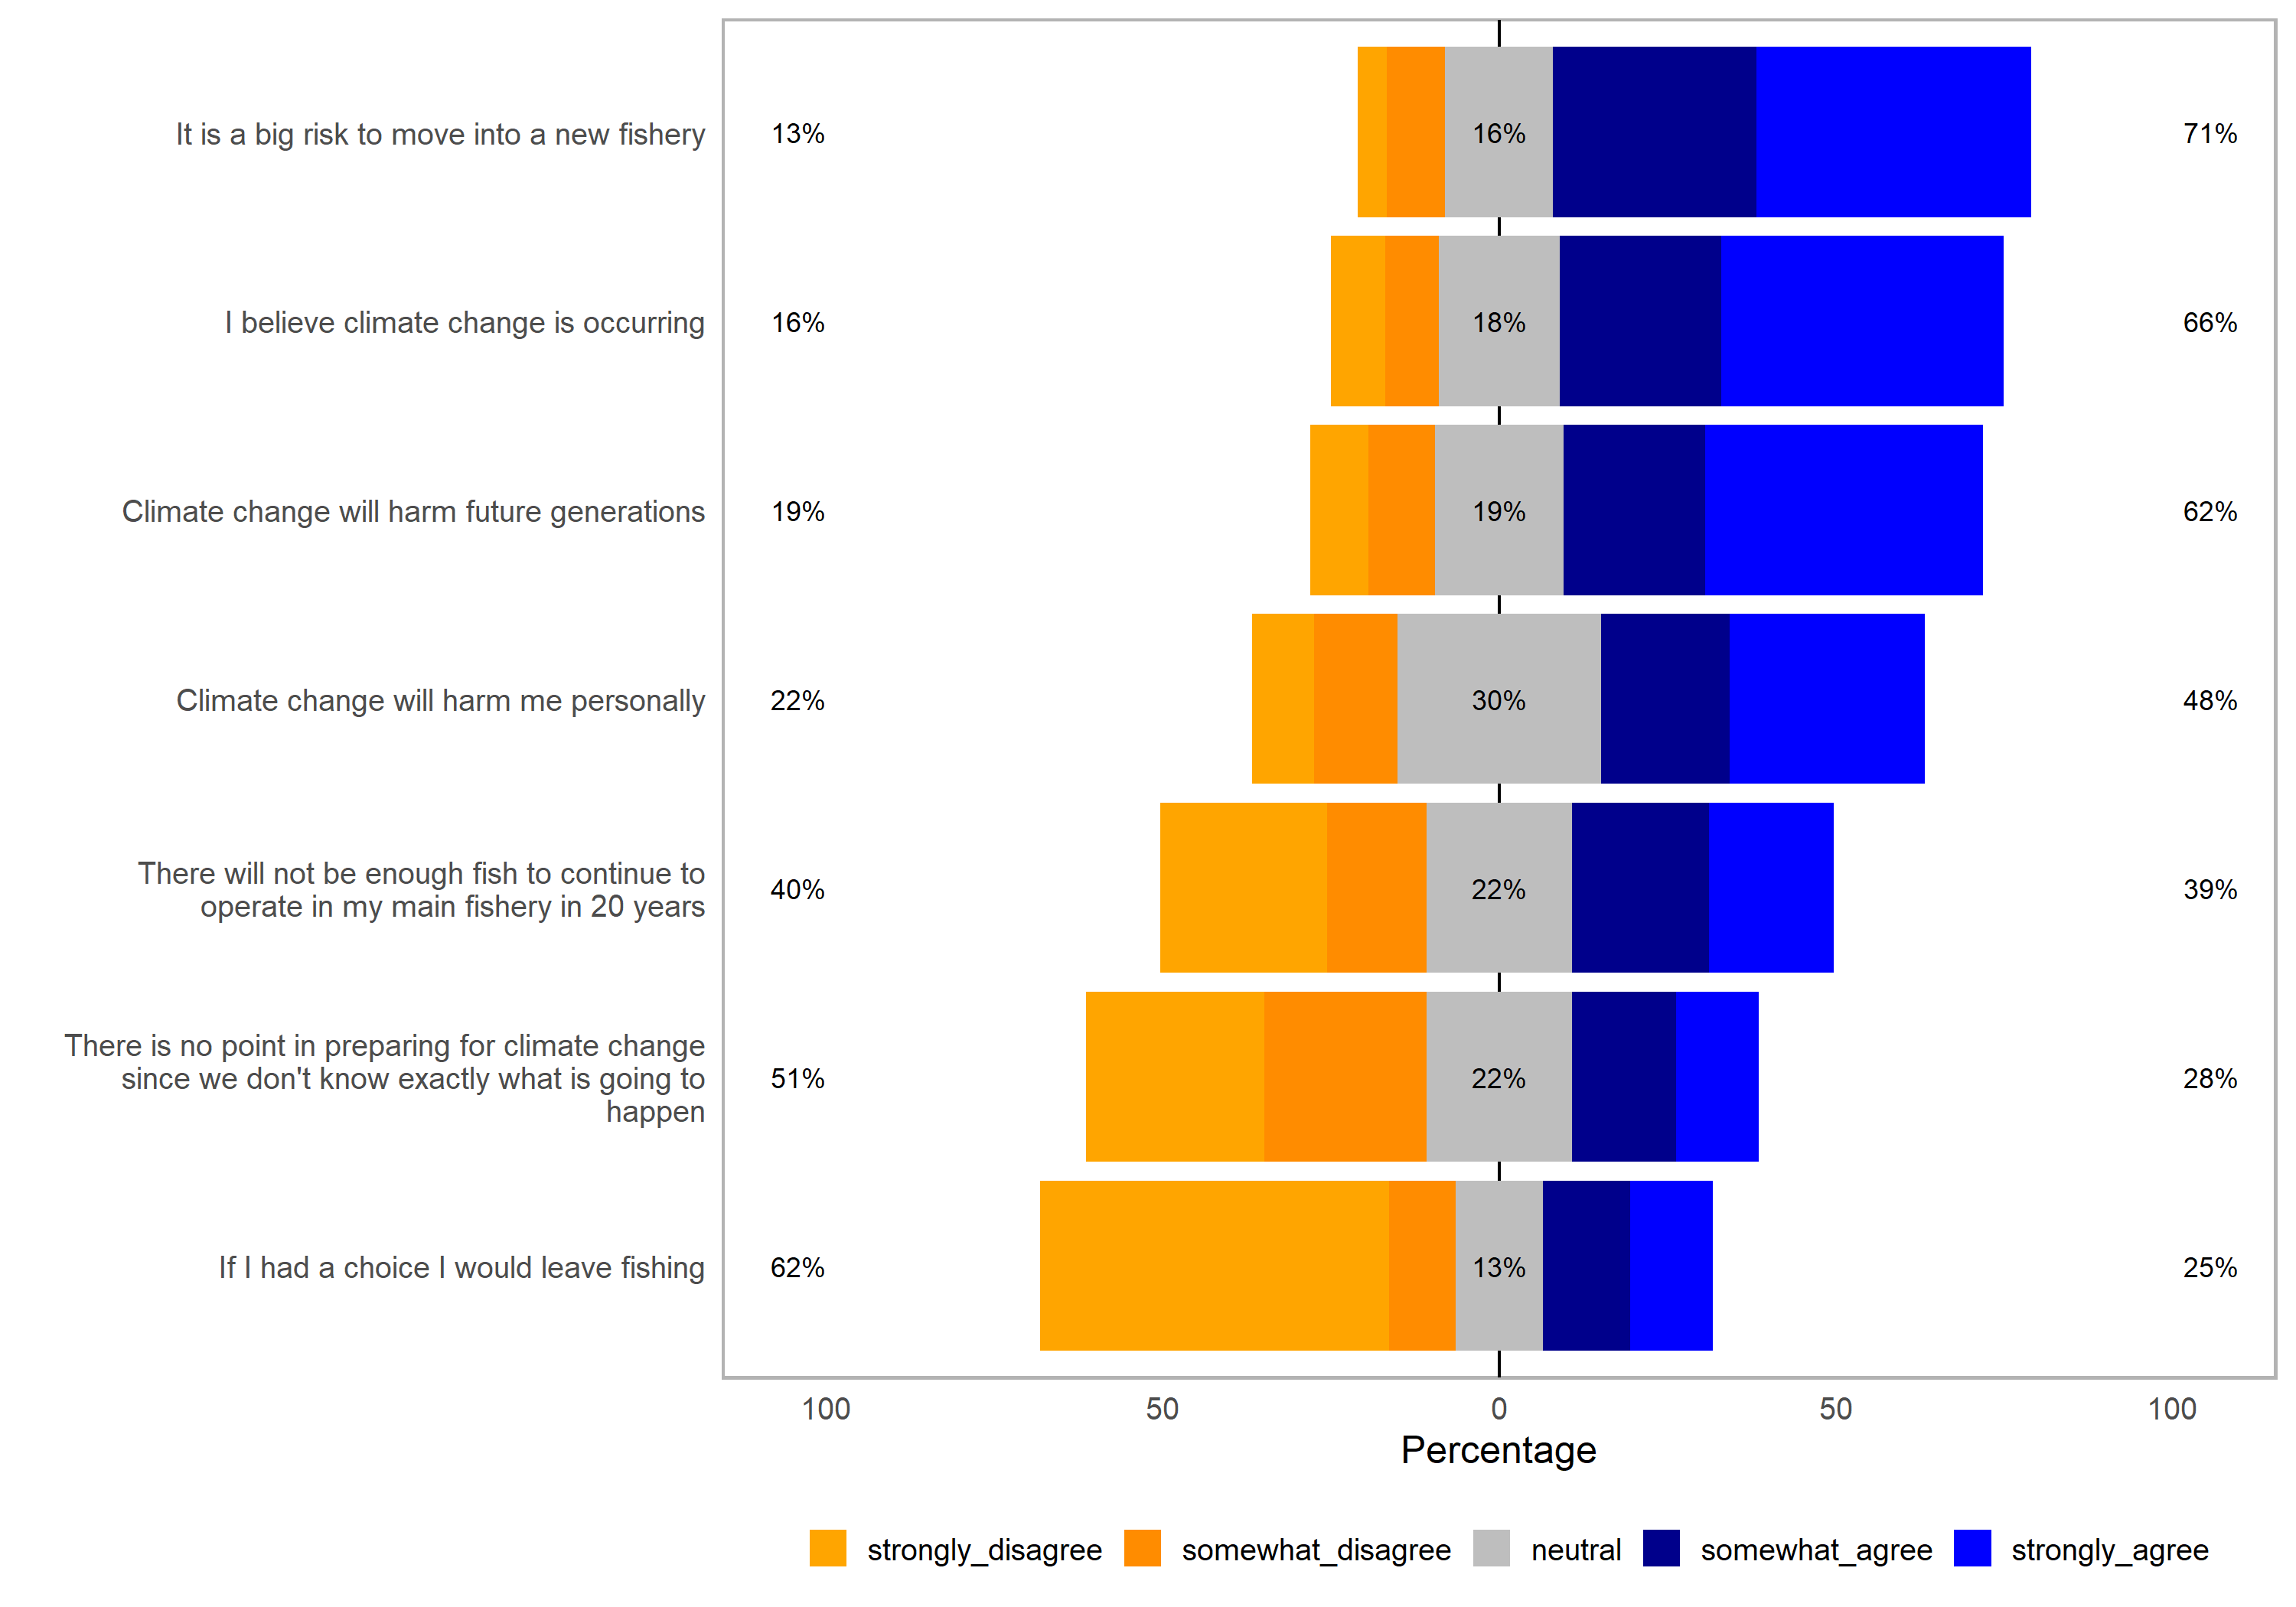 It is a big risk to move into a new fishery
13%
16%
71%
I believe climate change is occurring
16%
18%
66%
Climate change will harm future generations
19%
19%
62%
Climate change will harm me personally
22%
30%
48%
There will not be enough fish to continue to
operate in my main fishery in 20 years
40%
22%
39%
There is no point in preparing for climate change
since we don't know exactly what is going to
happen
51%
22%
28%
If I had a choice I would leave fishing
62%
13%
25%
100 50 0 50 100
Percentage
strongly_disagree somewhat_disagree neutral somewhat_agree strongly_agree